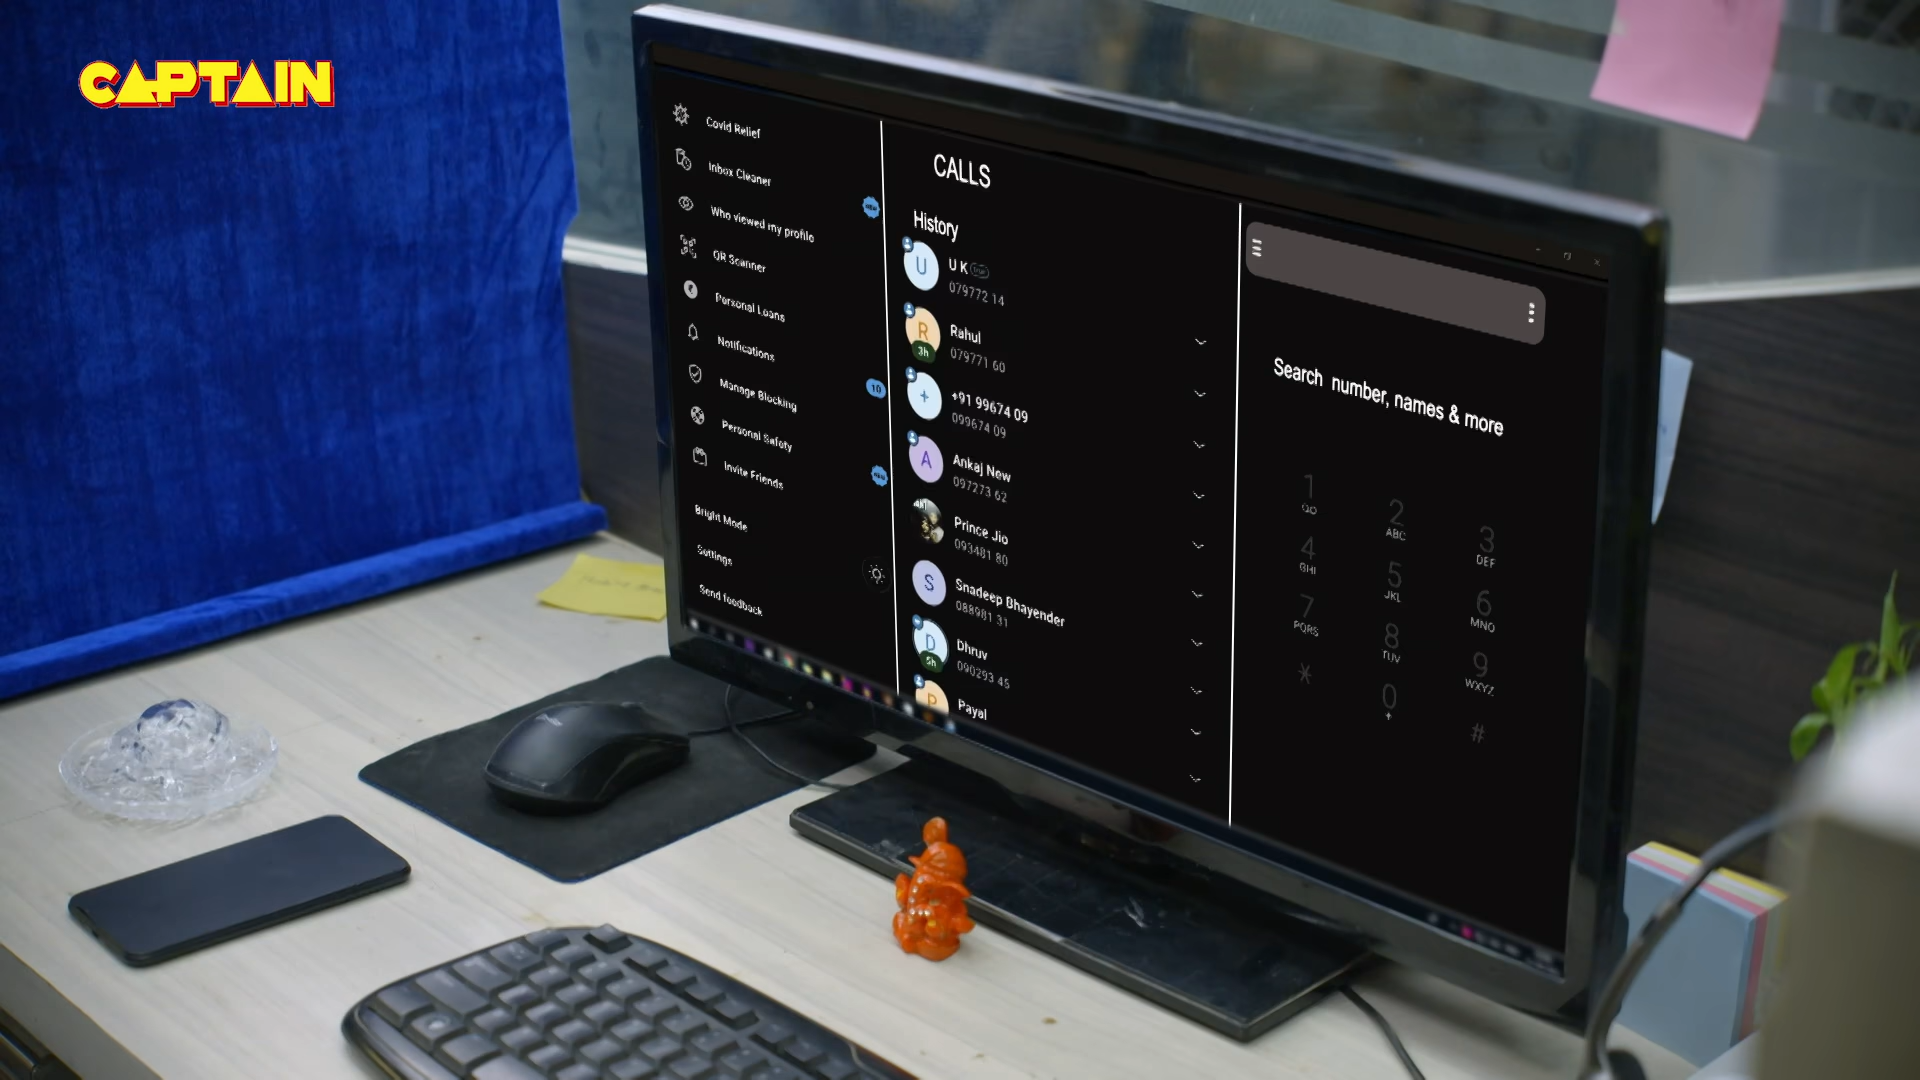 CAPTAIN
Covid Relief
Inbox Cleaner
Who viewed my profile
QR Scanner
Personal Loans
Notifications
Manage Blocking
10
Personal Safety
Invite Friends
Bright Mode
Settings
Send feedback
CALLS
History
U
U K
079772 14
R
3h
Rahul
079771 60
+
+91 99674 09
099674 09
A
Ankaj New
097273 62
Prince Jio
093481 80
S
Snadeep Bhayender
088981 31
D
5h
Dhruv
090293 45
P
Payal
Search number, names & more
1
2
ABC
3
DEF
4
GHI
5
JKL
6
MNO
7
PQRS
8
TUV
9
WXYZ
*
0
+
#